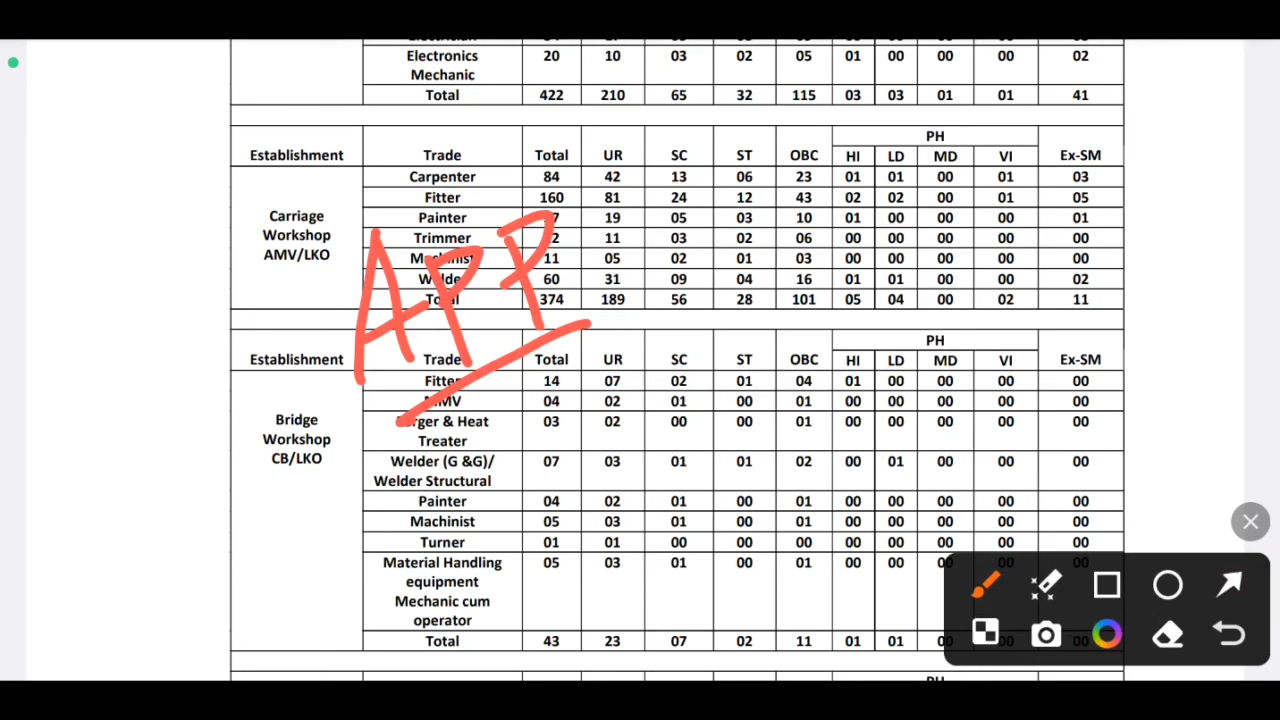 Electronics Mechanic 20 10 03 02 05 01 00 00 00 02
Total 422 210 65 32 115 03 03 01 01 41
Establishment Trade Total UR SC ST OBC PH HI LD MD VI Ex-SM
Carriage Workshop AMV/LKO
Carpenter 84 42 13 06 23 01 01 00 01 03
Fitter 160 81 24 12 43 02 02 00 01 05
Painter 19 05 03 10 01 00 00 00 01
Trimmer 11 03 02 06 00 00 00 00 00
Machinist 11 05 02 01 03 00 00 00 00 00
Welder 60 31 09 04 16 01 01 00 00 02
Total 374 189 56 28 101 05 04 00 02 11
APP
Establishment Trade Total UR SC ST OBC PH HI LD MD VI Ex-SM
Bridge Workshop CB/LKO
Fitter 14 07 02 01 04 01 00 00 00 00
MMV 04 02 01 00 01 00 00 00 00 00
Forger & Heat Treater 03 02 00 00 01 00 00 00 00 00
Welder (G &G)/ Welder Structural 07 03 01 01 02 00 01 00 00 00
Painter 04 02 01 00 01 00 00 00 00 00
Machinist 05 03 01 00 01 00 00 00 00 00
Turner 01 01 00 00 00 00 00 00 00 00
Material Handling equipment Mechanic cum operator 05 03 01 00 01 00 00
Total 43 23 07 02 11 01 01